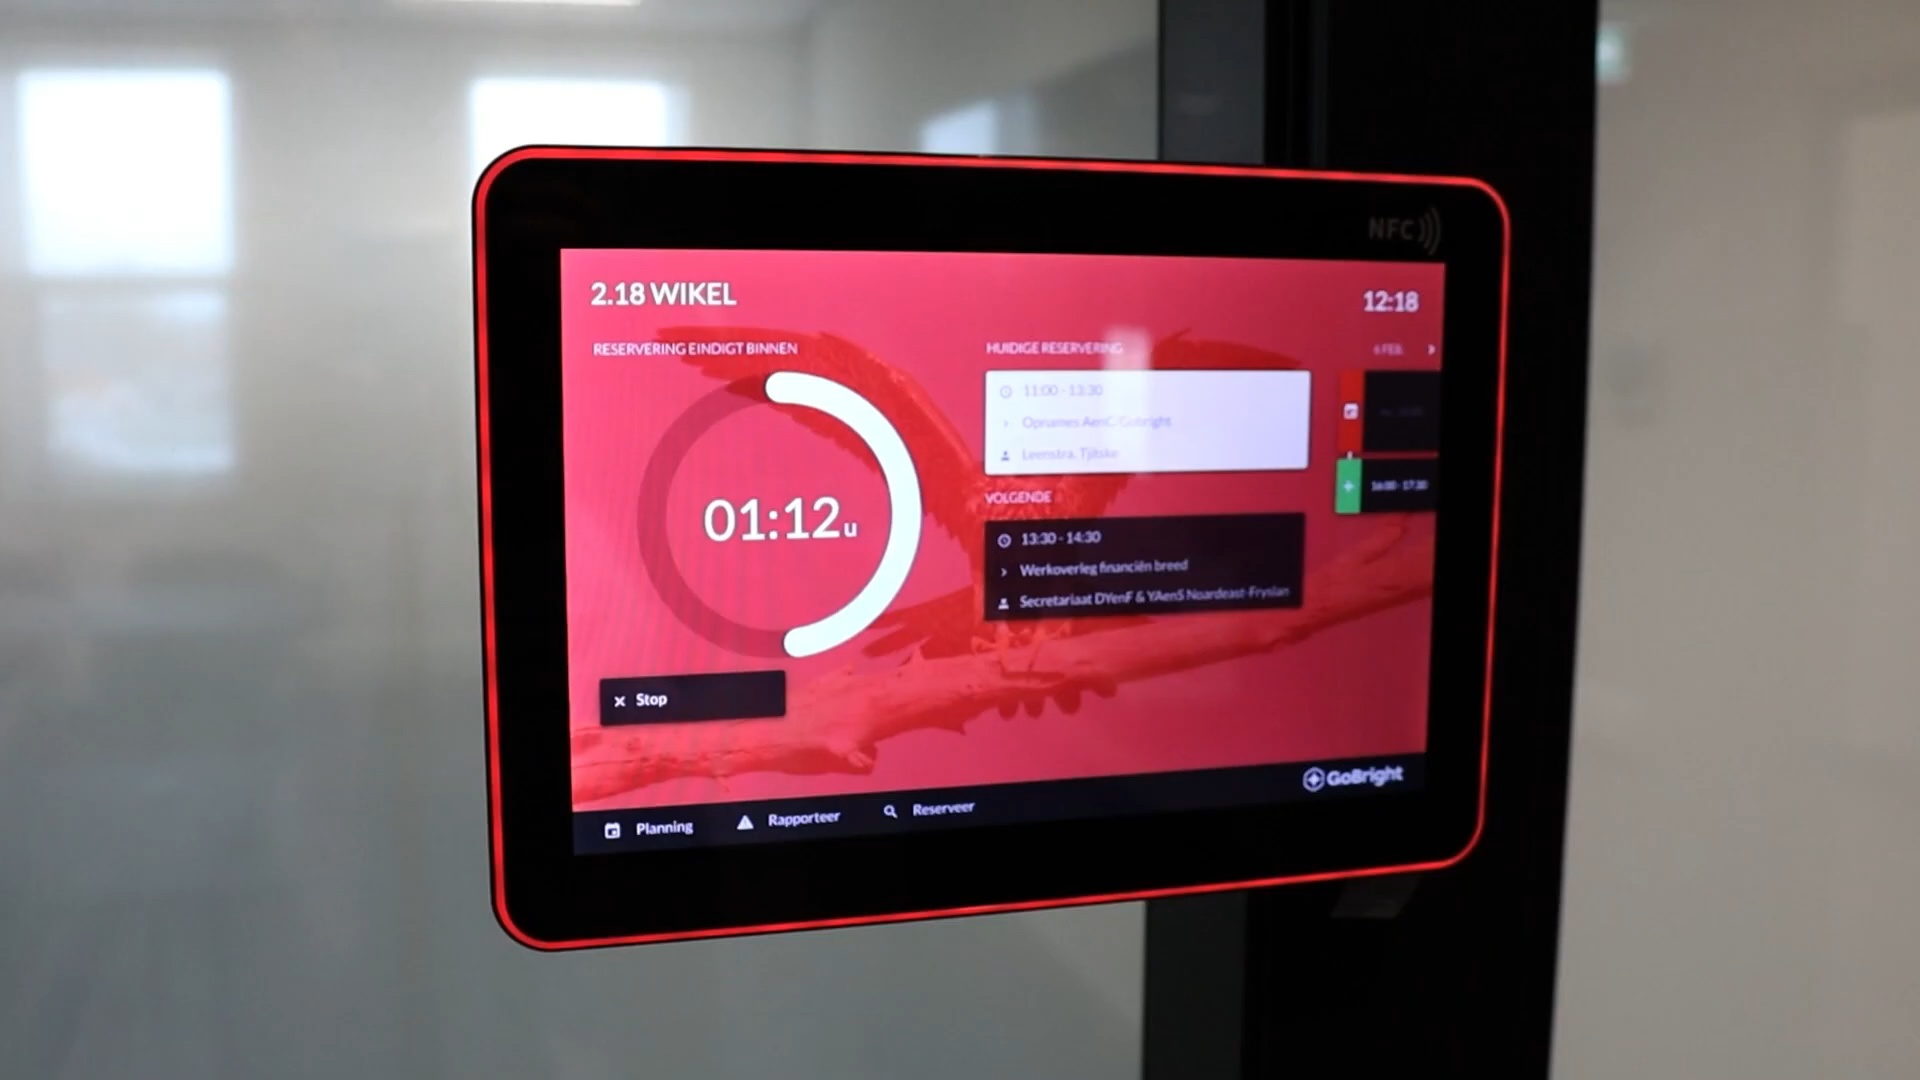 NFC
2.18 WIKEL
12:18
RESERVERING EINDIGT BINNEN
01:12u
Stop
HUIDIGE RESERVERING
11:00 - 13:30
Opnames AenC/Gobright
Leenstra, Tjitske
VOLGENDE
13:30 - 14:30
Werkoverleg financiën breed
Secretariaat DYenF & YAenS Noardeast-Fryslan
6 FEB.
16:00 - 17:30
GoBright
Planning
Rapporteer
Reserveer